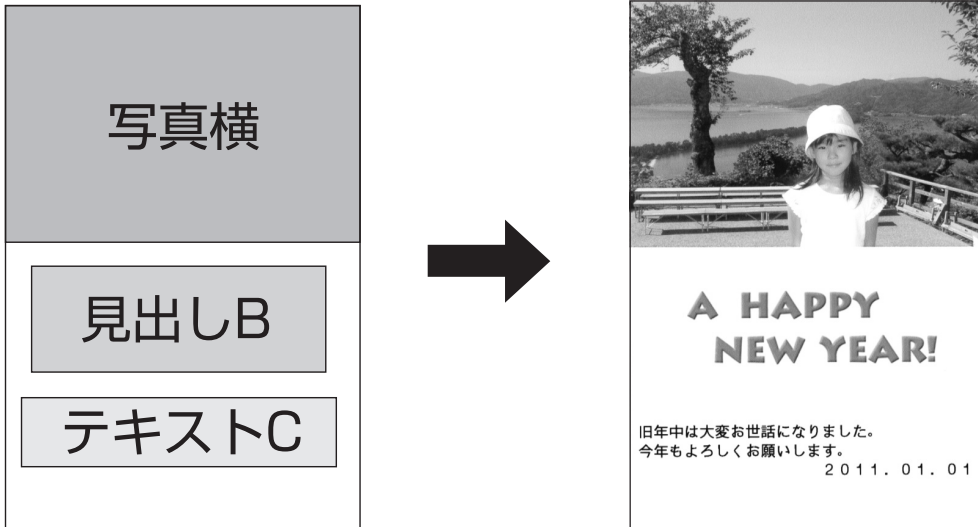 写真横
見出しB
テキストC
A HAPPY
NEW YEAR!
旧年中は大変お世話になりました。
今年もよろしくお願いします。
2011．01．01